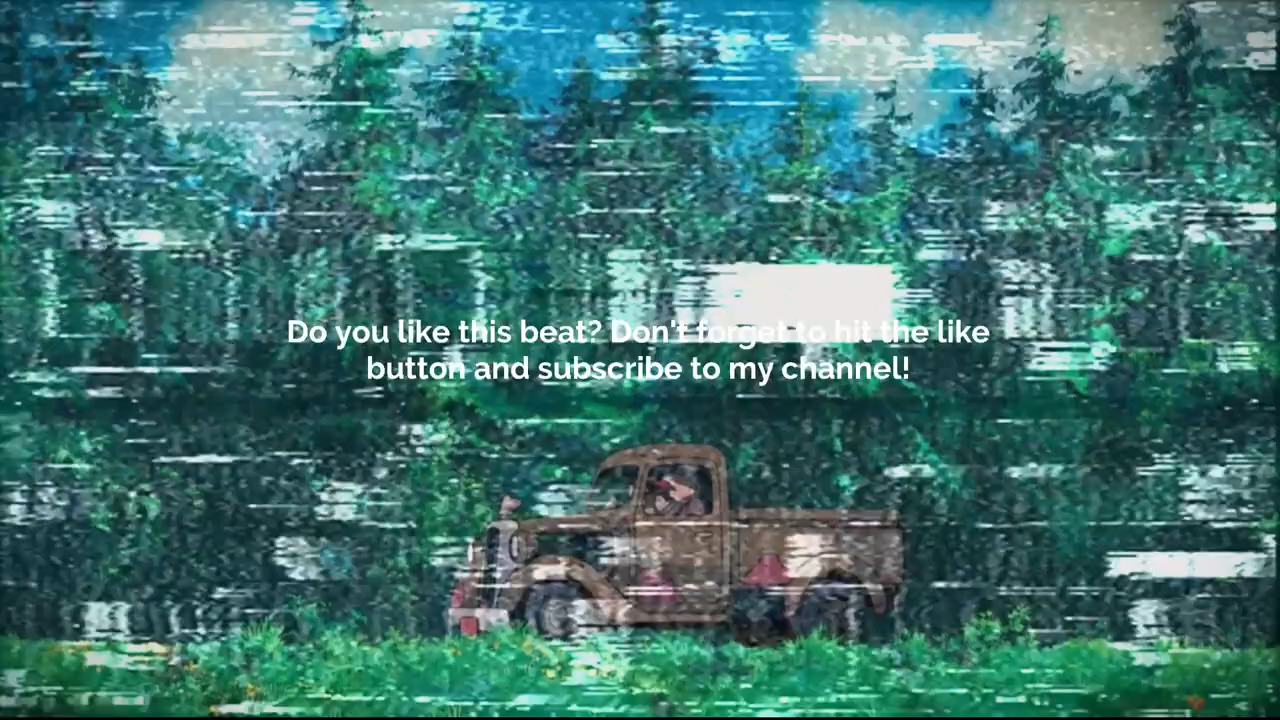 Do you like this beat? Don't forget to hit the like
button and subscribe to my channel!